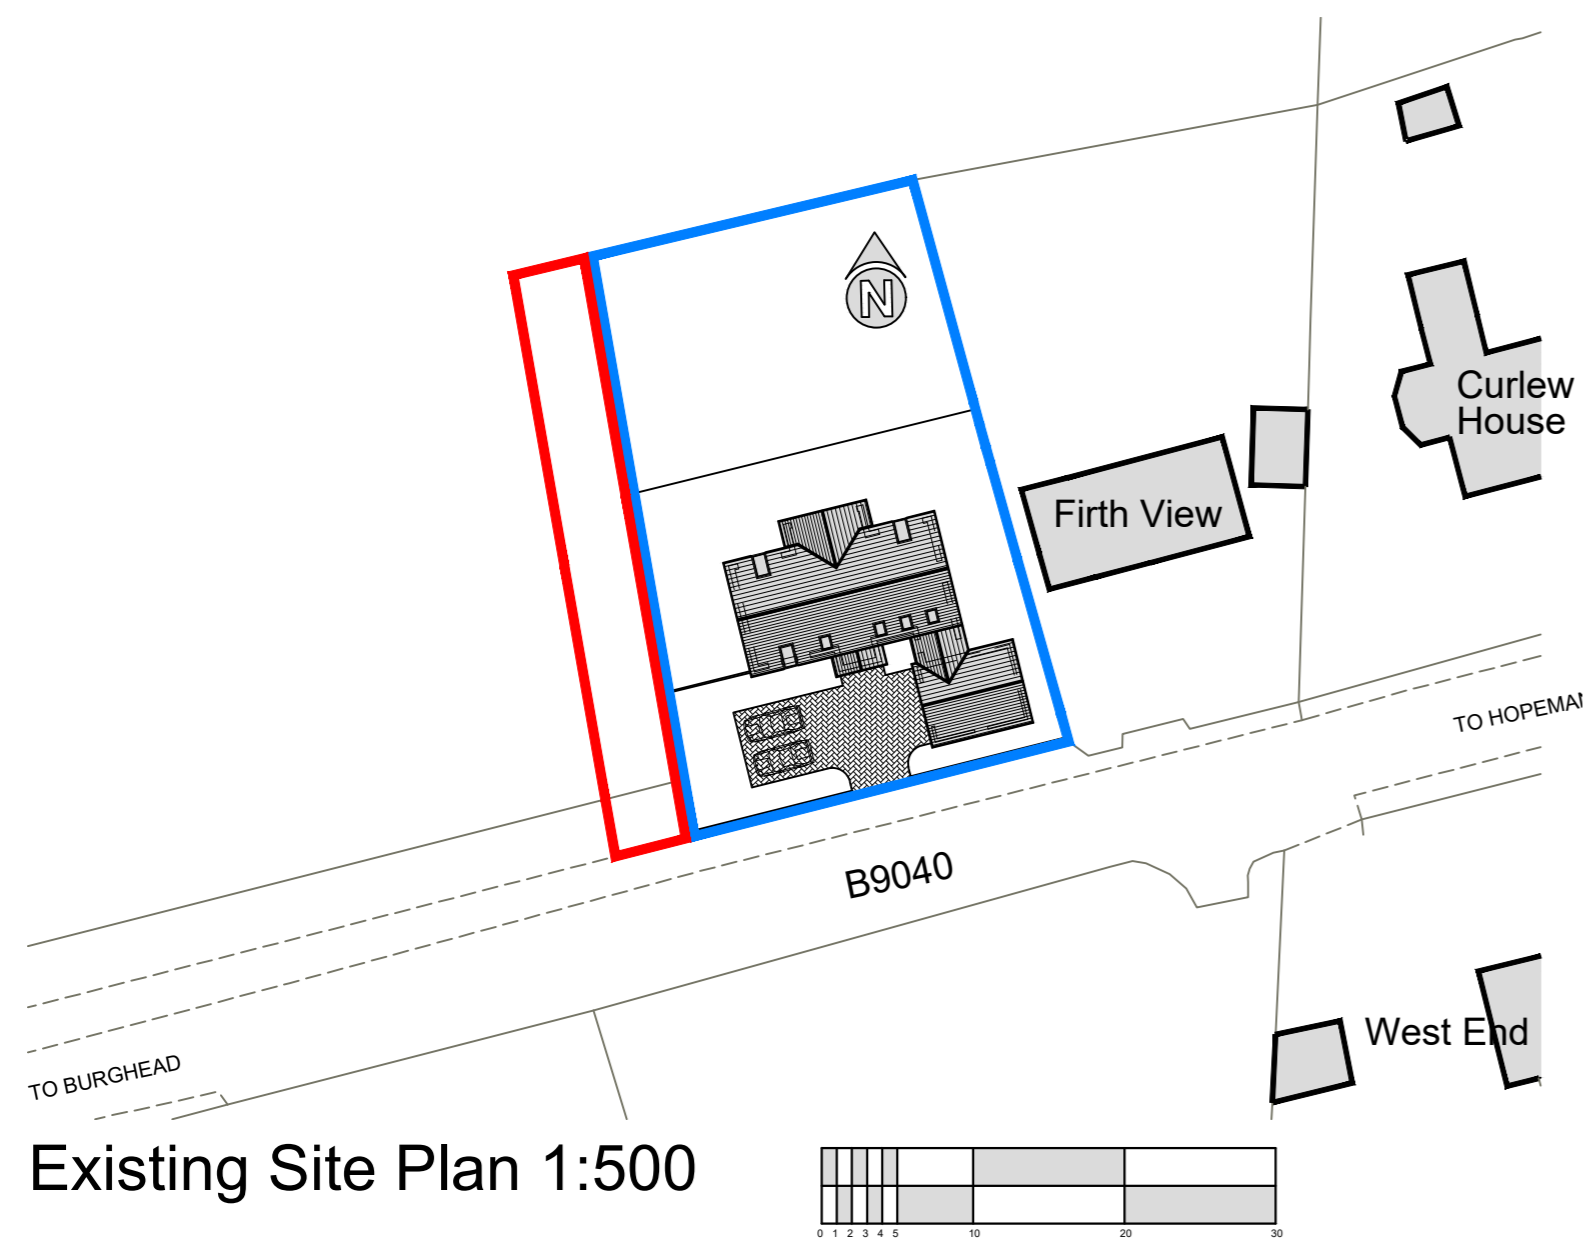 N
Curlew
House
Firth View
TO HOPEMAN
B9040
West End
TO BURGHEAD
Existing Site Plan 1:500
0 1 2 3 4 5 10 20 30